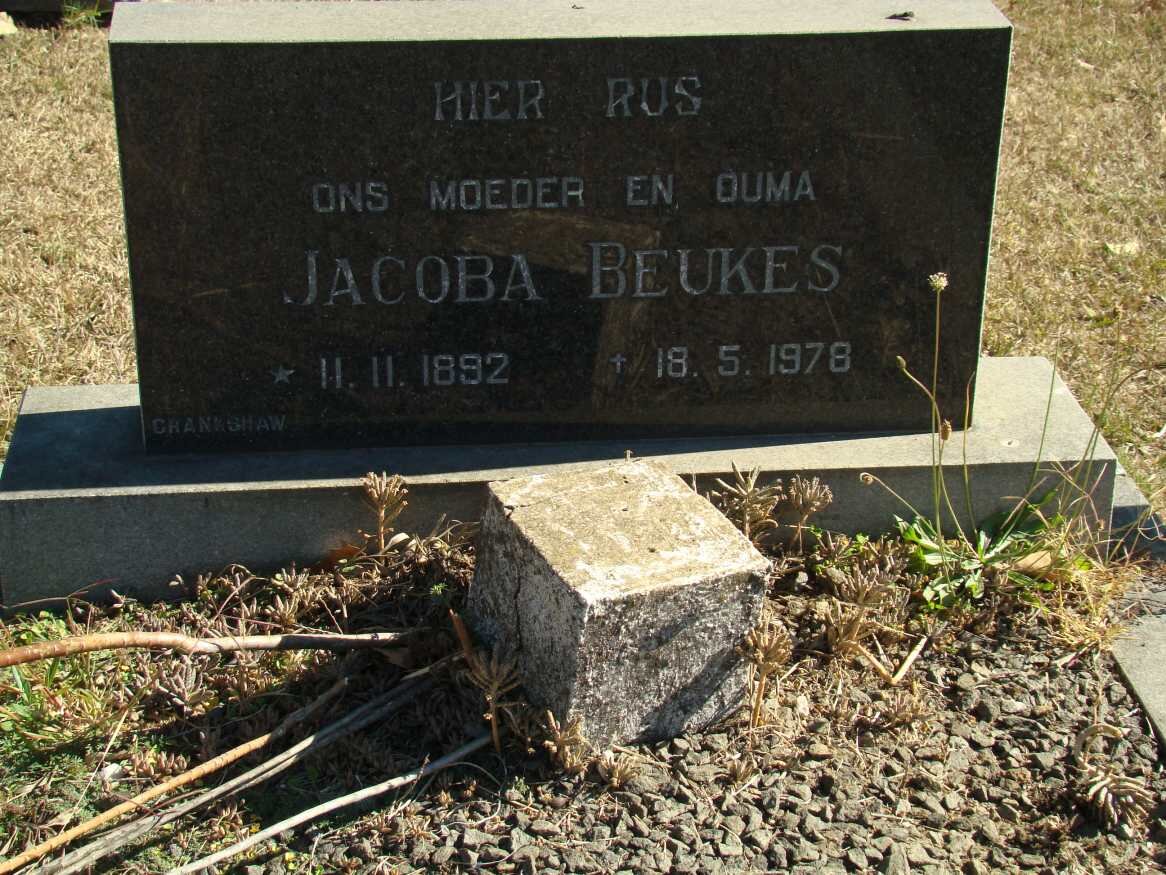 HIER RUS
ONS MOEDER EN OUMA
JACOBA BEUKES
★ 11. 11. 1892 † 18. 5. 1978
CRANKSHAW